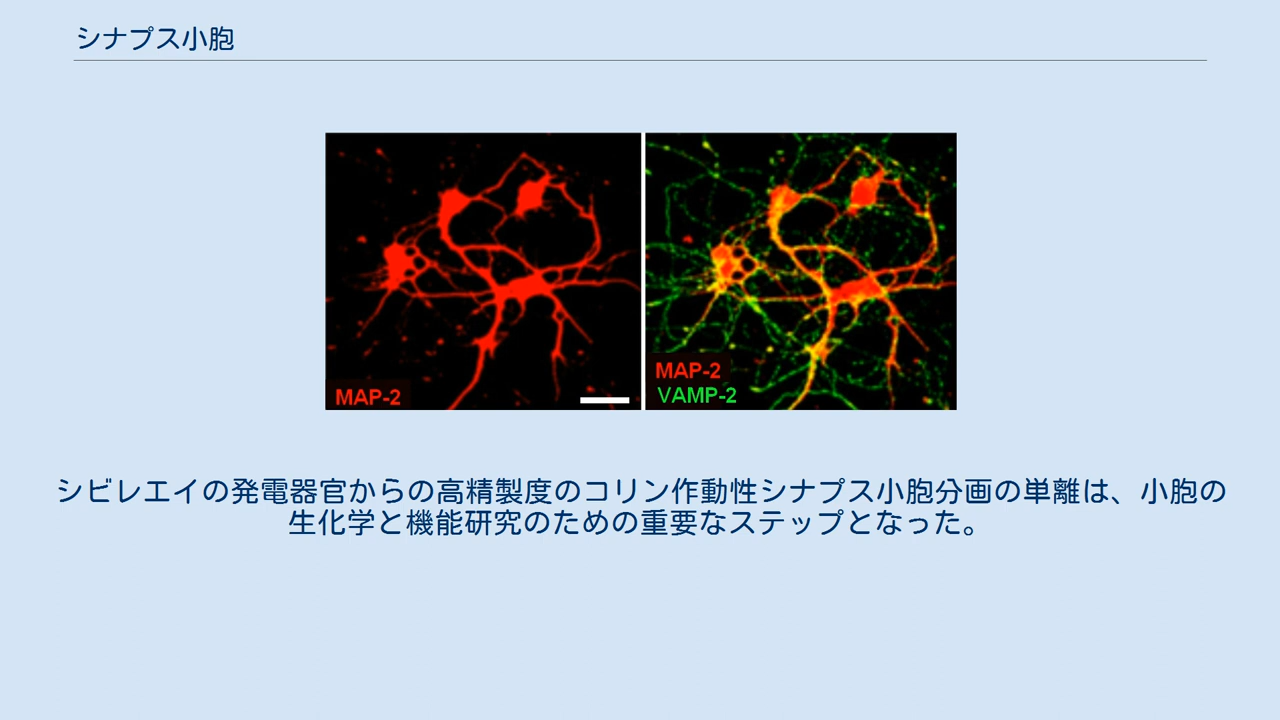 シナプス小胞
MAP-2
MAP-2
VAMP-2
シビレエイの発電器官からの高精製度のコリン作動性シナプス小胞分画の単離は、小胞の
生化学と機能研究のための重要なステップとなった。